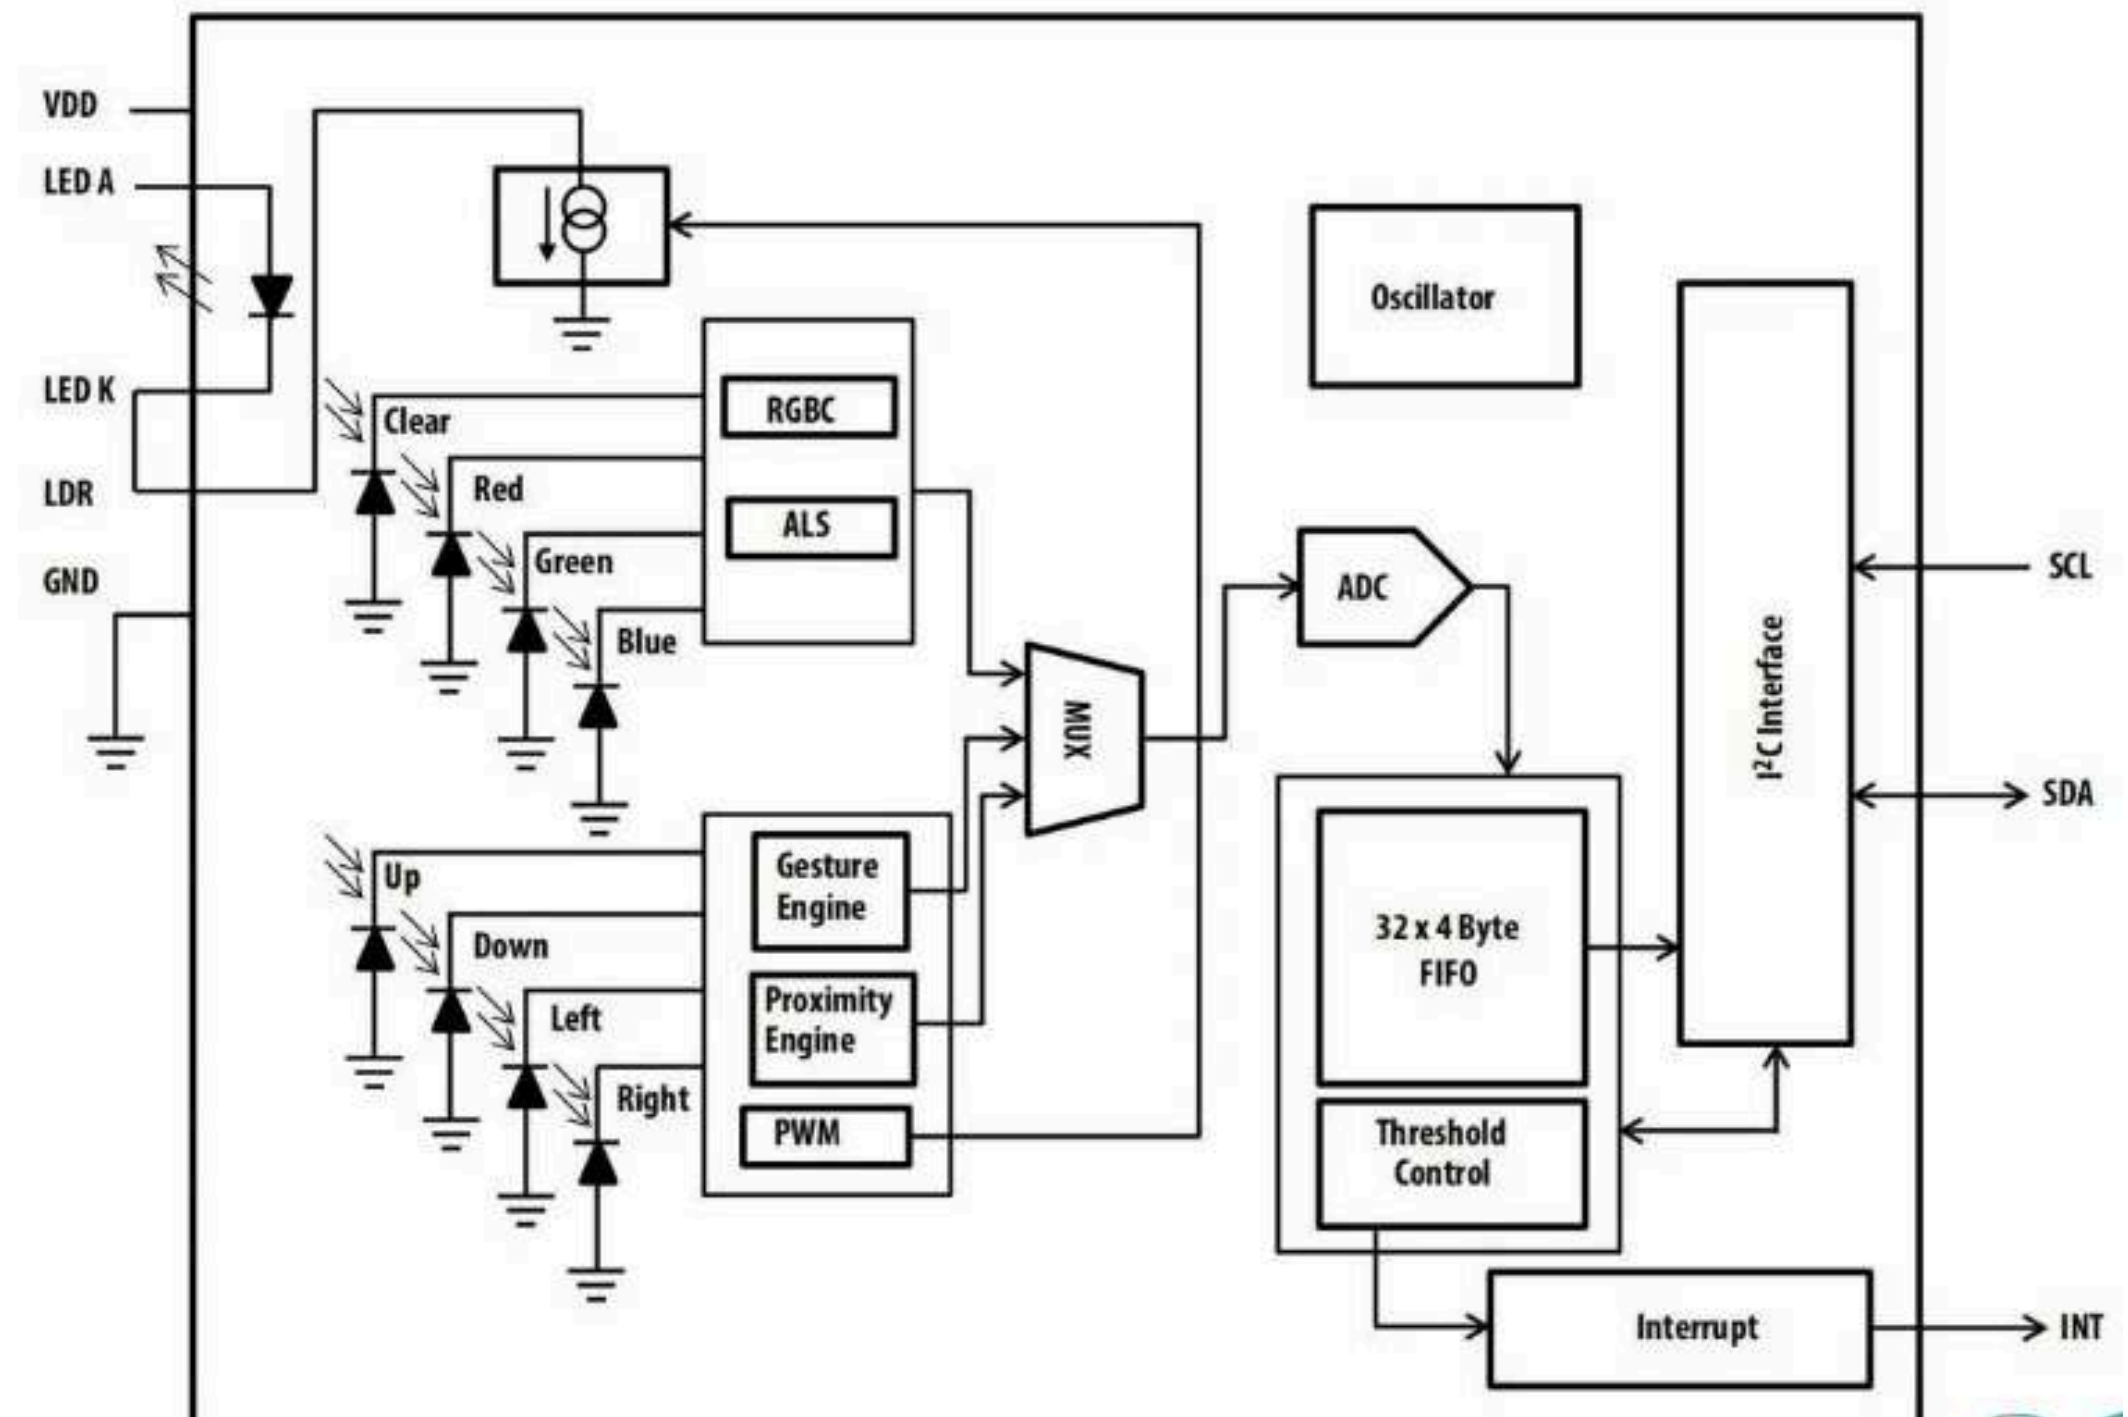 VDD
LED A
LED K
LDR
GND
Clear
Red
Green
Blue
RGBC
ALS
Up
Down
Left
Right
Gesture
Engine
Proximity
Engine
PWM
MUX
Oscillator
ADC
32 x 4 Byte
FIFO
Threshold
Control
I²C Interface
Interrupt
SCL
SDA
INT